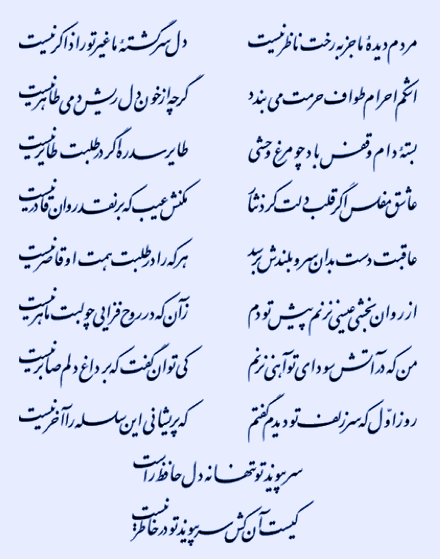 مردم دیدهٔ ما جز به رخت ناظر نیست
دل سرگشتهٔ ما غیر تو را ذاکر نیست
اشکم احرام طواف حرمت می‌بندد
گرچه از خون دل ریش دمی طاهر نیست
بستهٔ دام و قفس باد چو مرغ وحشی
طایر سدره اگر در طلبت طایر نیست
عاشق مفلس اگر قلب دلت کرد نثار
مکنش عیب که بر نقد روان قادر نیست
عاقبت دست بدان سرو بلندش برسد
هرکه را در طلبت همت او قاصر نیست
از روان بخشی عیسی نزنم پیش تو دم
زآن که در روح فزایی چو لبت ماهر نیست
من که در آتش سودای تو آهی نزنم
کی توان گفت که بر داغ دلم صابر نیست
روز اول که سر زلف تو دیدم گفتم
که پریشانی این سلسله را آخر نیست
سر پیوند تو تنها نه دل حافظ راست
کیست آن کش سر پیوند تو در خاطر نیست